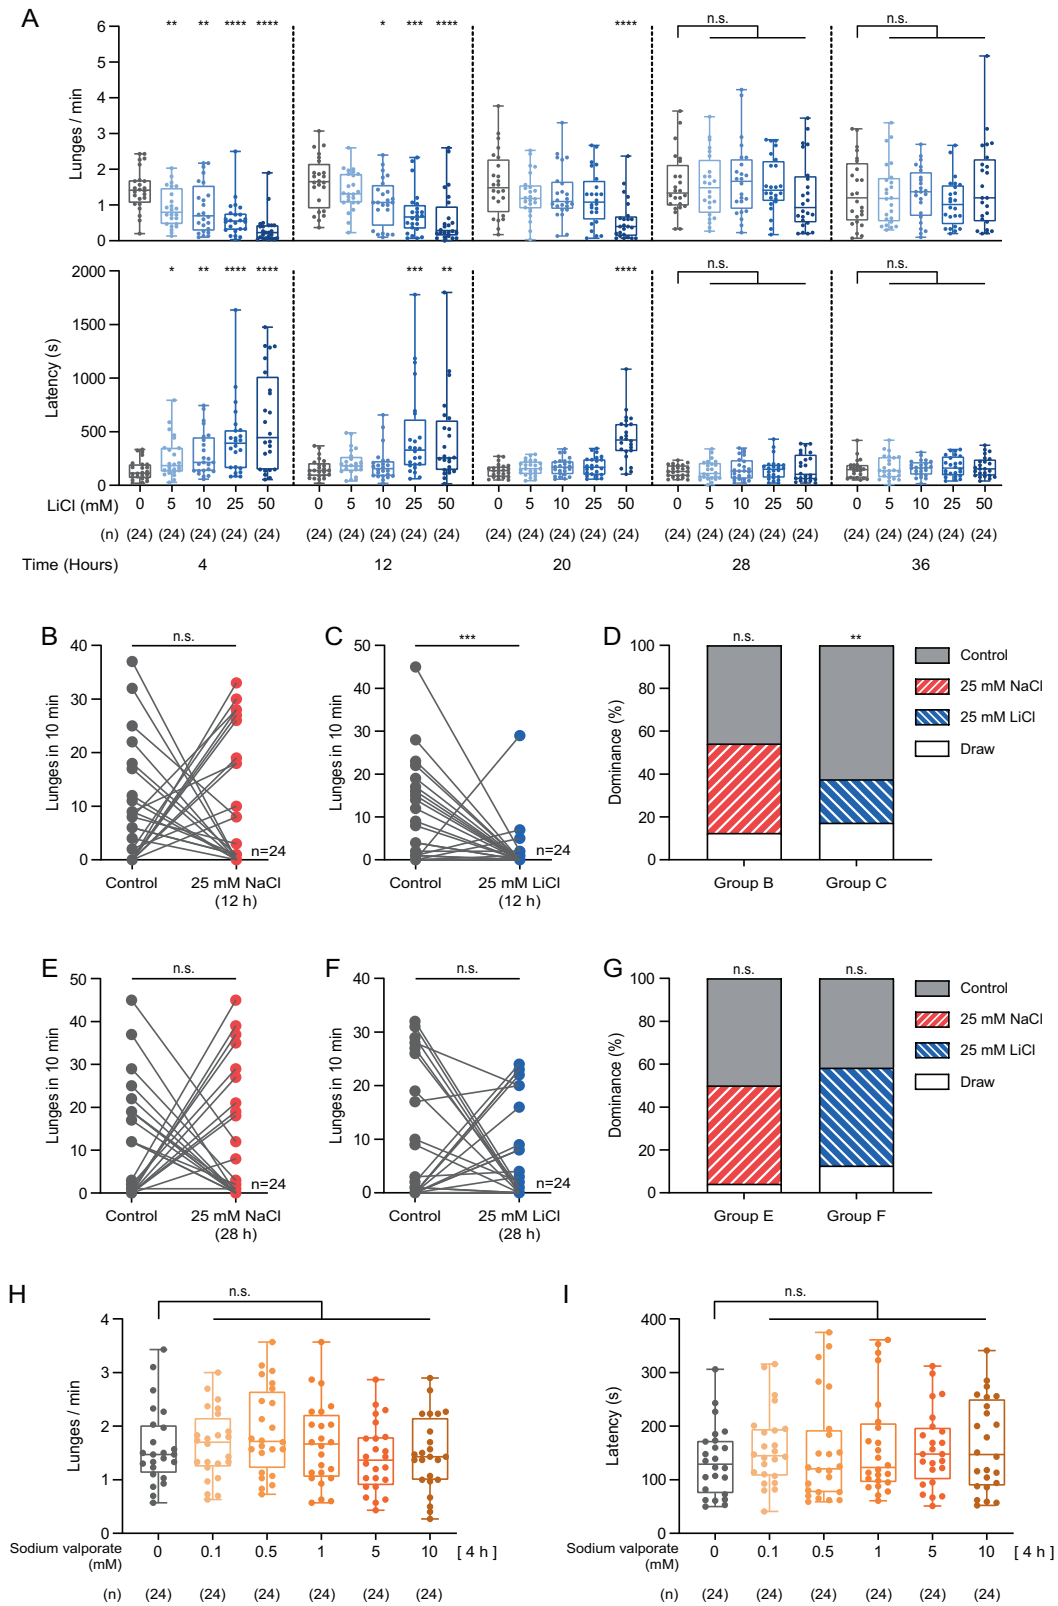 A
Lunges / min
6
5
4
3
2
1
0
** ** **** ****
* *** ****
****
n.s.
n.s.
Latency (s)
2000
1500
1000
500
0
* ** **** ****
*** **
****
n.s.
n.s.
LiCl (mM) 0 5 10 25 50 0 5 10 25 50 0 5 10 25 50 0 5 10 25 50 0 5 10 25 50
(n) (24) (24) (24) (24) (24) (24) (24) (24) (24) (24) (24) (24) (24) (24) (24) (24) (24) (24) (24) (24) (24) (24) (24) (24) (24)
Time (Hours) 4 12 20 28 36
B
n.s.
Lunges in 10 min
40
30
20
10
0
n=24
Control 25 mM NaCl
(12 h)
C
***
Lunges in 10 min
50
40
30
20
10
0
n=24
Control 25 mM LiCl
(12 h)
D
n.s. **
Dominance (%)
100
80
60
40
20
0
Group B Group C
Control
25 mM NaCl
25 mM LiCl
Draw
E
n.s.
Lunges in 10 min
50
40
30
20
10
0
n=24
Control 25 mM NaCl
(28 h)
F
n.s.
Lunges in 10 min
40
30
20
10
0
n=24
Control 25 mM LiCl
(28 h)
G
n.s. n.s.
Dominance (%)
100
80
60
40
20
0
Group E Group F
Control
25 mM NaCl
25 mM LiCl
Draw
H
n.s.
Lunges / min
4
3
2
1
0
Sodium valporate
(mM)
0 0.1 0.5 1 5 10 [ 4 h ]
(n) (24) (24) (24) (24) (24) (24)
I
n.s.
Latency (s)
400
300
200
100
0
Sodium valporate
(mM)
0 0.1 0.5 1 5 10 [ 4 h ]
(n) (24) (24) (24) (24) (24) (24)